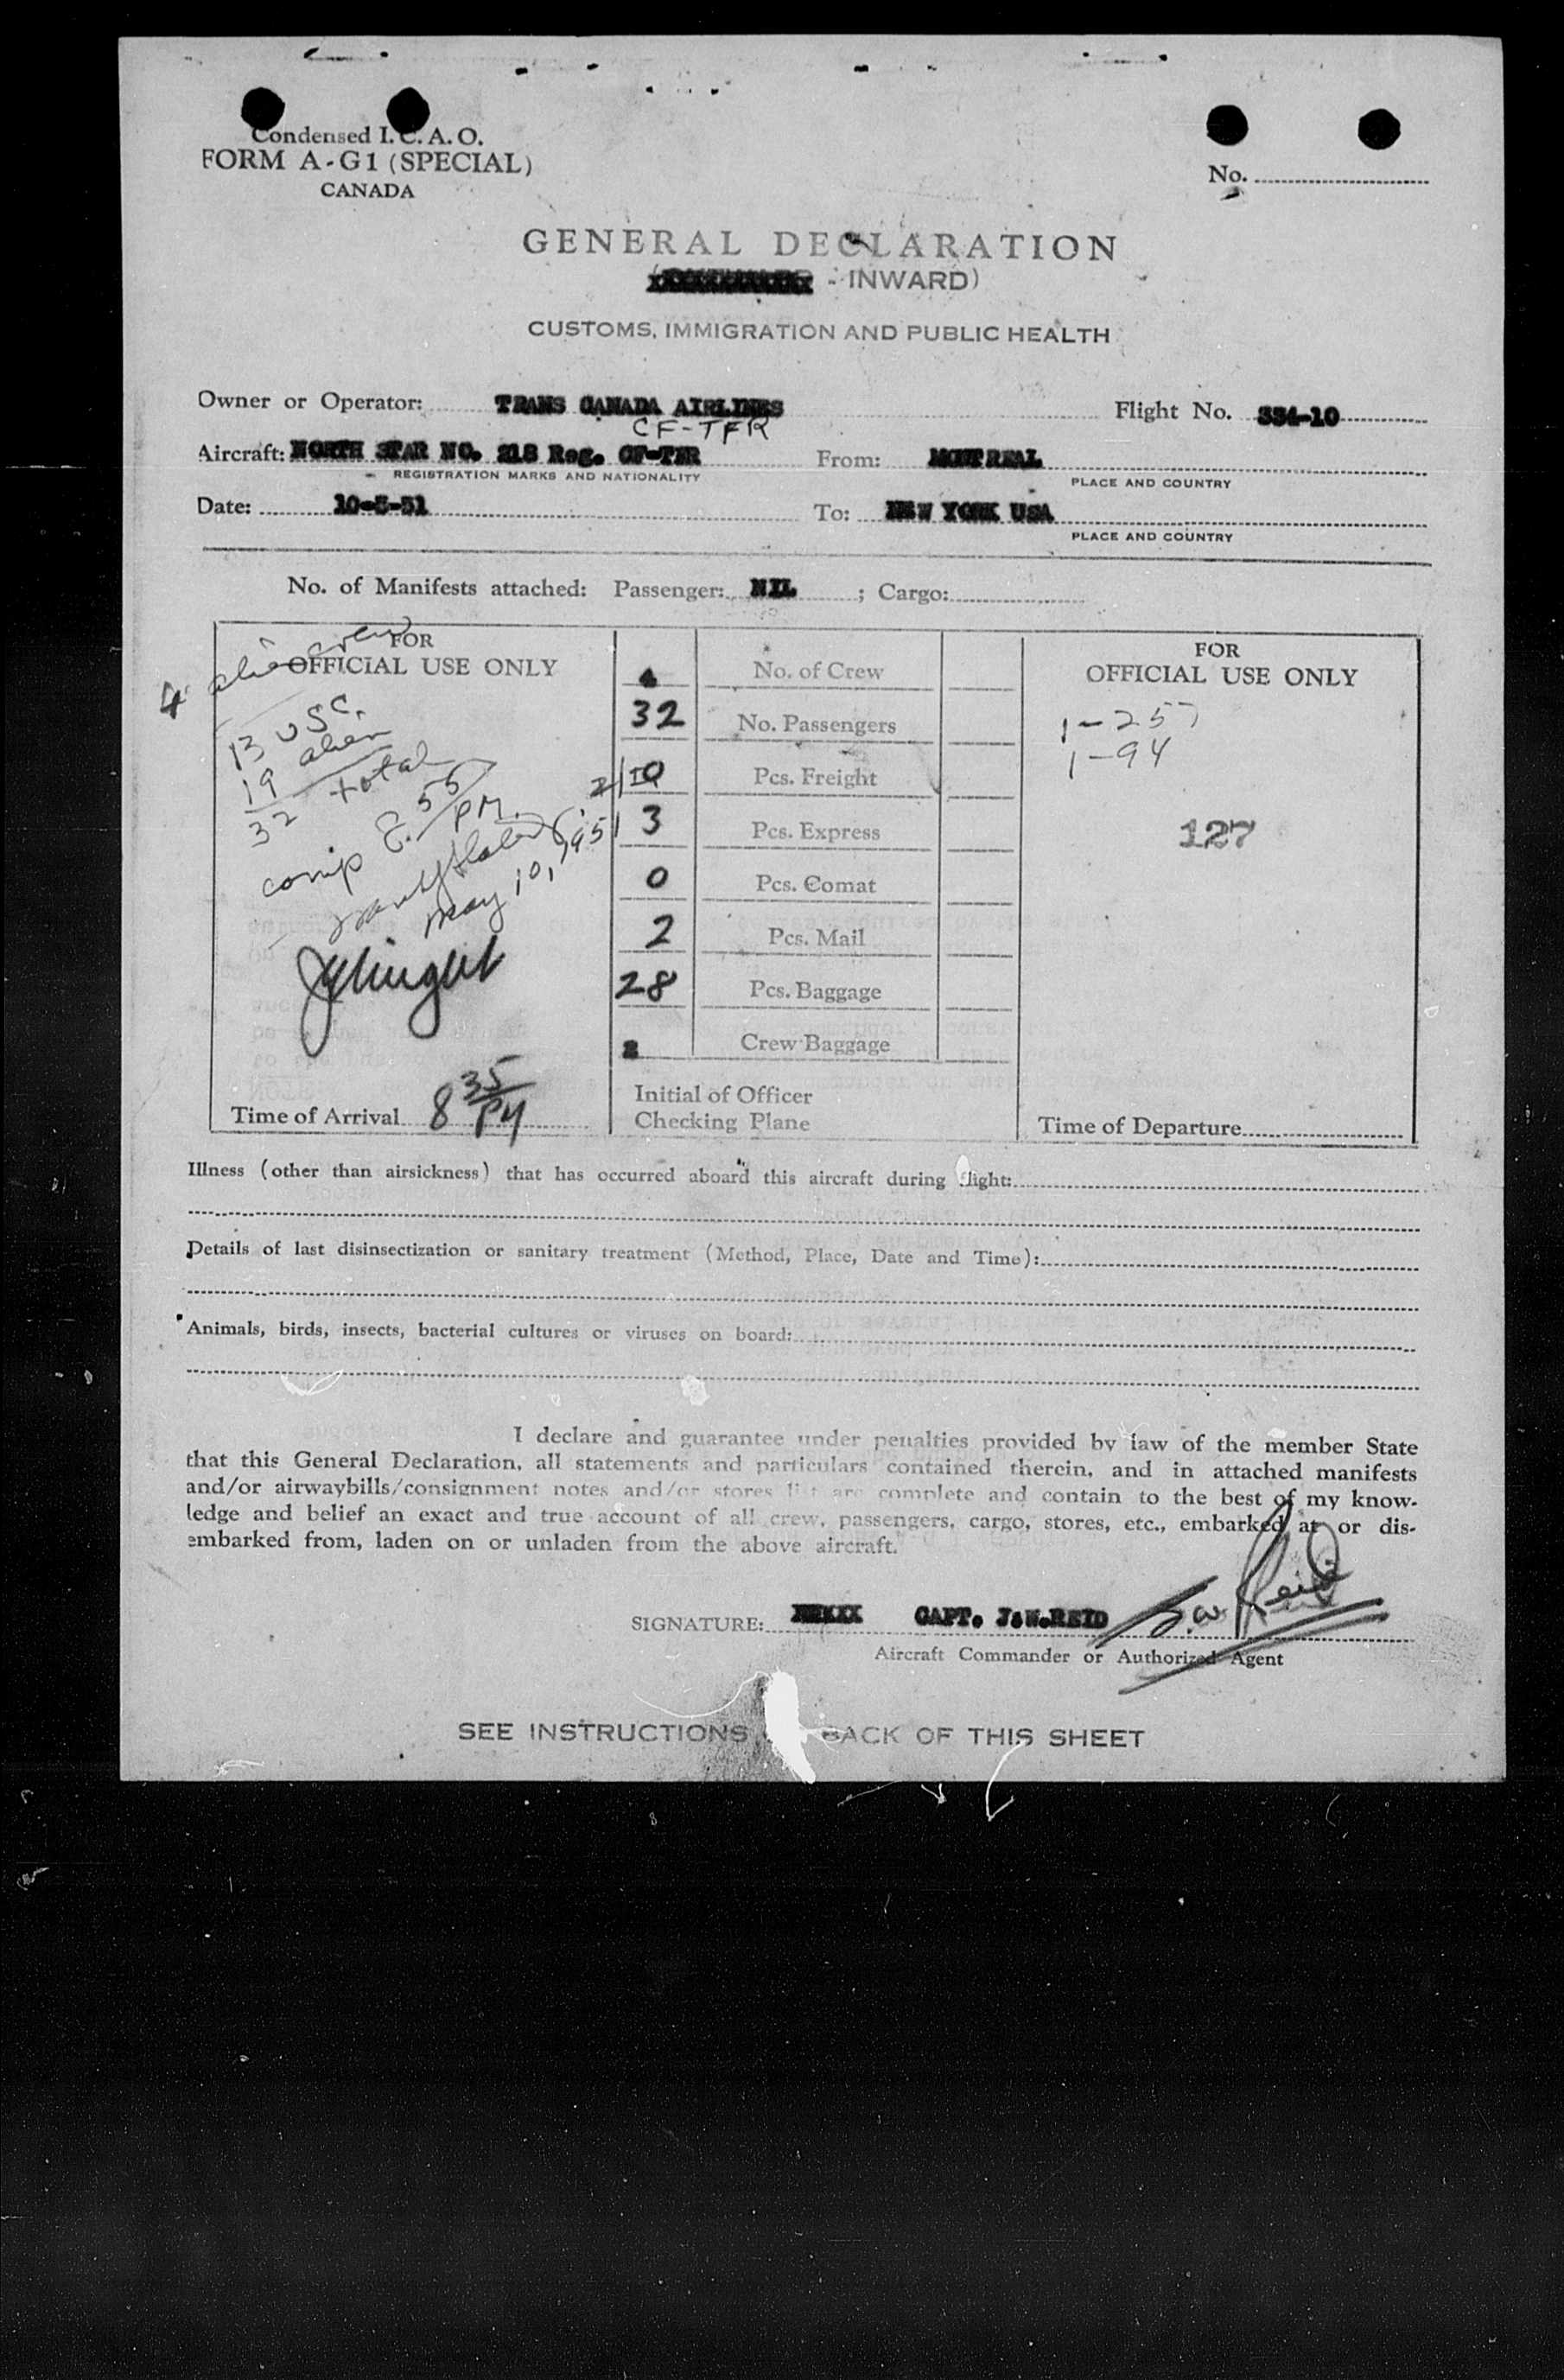 Condensed I. C. A. O.
FORM A-G1 (SPECIAL)
CANADA
No.
GENERAL DECLARATION
- INWARD)
CUSTOMS, IMMIGRATION AND PUBLIC HEALTH
Owner or Operator: TRANS CANADA AIRLINES Flight No. 334-10
CF-TFR
Aircraft: NORTH STAR NO. 218 Reg. From: MONTREAL
REGISTRATION MARKS AND NATIONALITY PLACE AND COUNTRY
Date: 10-5-51 To: NEW YORK USA
PLACE AND COUNTRY
No. of Manifests attached: Passenger: NIL ; Cargo:
FOR
OFFICIAL USE ONLY
4 alien crew
13 USC.
19 alien
32 total
comp 8.55 PM.
May 10, 1951
Time of Arrival 8 35 PM
No. of Crew
32 No. Passengers
Pcs. Freight
3 Pcs. Express
0 Pcs. Comat
2 Pcs. Mail
28 Pcs. Baggage
Crew Baggage
Initial of Officer
Checking Plane
FOR
OFFICIAL USE ONLY
1-257
1-94
127
Time of Departure
Illness (other than airsickness) that has occurred aboard this aircraft during flight:
Details of last disinsectization or sanitary treatment (Method, Place, Date and Time):
Animals, birds, insects, bacterial cultures or viruses on board:
I declare and guarantee under penalties provided by law of the member State
that this General Declaration, all statements and particulars contained therein, and in attached manifests
and/or airwaybills/consignment notes and/or stores list are complete and contain to the best of my know-
ledge and belief an exact and true account of all crew, passengers, cargo, stores, etc., embarked at or dis-
embarked from, laden on or unladen from the above aircraft.
SIGNATURE: CAPT. J.W.REID J.W Reid
Aircraft Commander or Authorized Agent
SEE INSTRUCTIONS BACK OF THIS SHEET